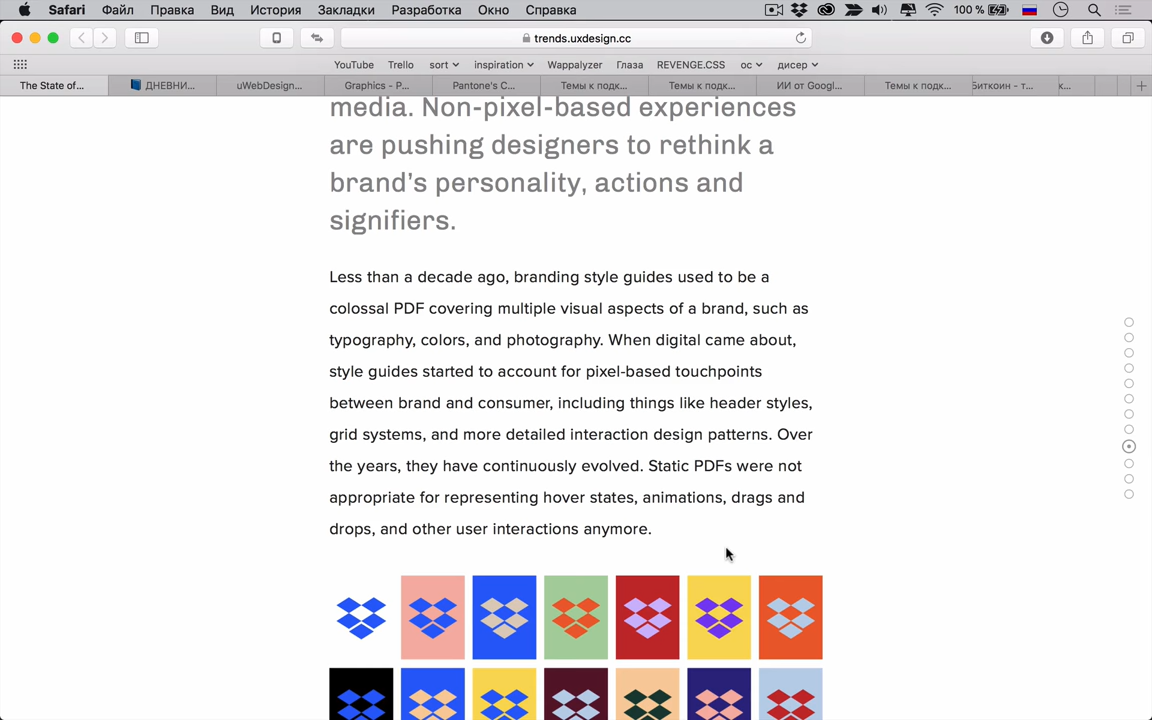 Safari Файл Правка Вид История Закладки Разработка Окно Справка 100 %
trends.uxdesign.cc
YouTube Trello sort inspiration Wappalyzer Глаза REVENGE.CSS ос дисер
The State of... ДНЕВНИ... uWebDesign... Graphics - P... Pantone's C... Темы к подк... Темы к подк... ИИ от Googl... Темы к подк... Биткоин - т... к...
media. Non-pixel-based experiences
are pushing designers to rethink a
brand's personality, actions and
signifiers.
Less than a decade ago, branding style guides used to be a
colossal PDF covering multiple visual aspects of a brand, such as
typography, colors, and photography. When digital came about,
style guides started to account for pixel-based touchpoints
between brand and consumer, including things like header styles,
grid systems, and more detailed interaction design patterns. Over
the years, they have continuously evolved. Static PDFs were not
appropriate for representing hover states, animations, drags and
drops, and other user interactions anymore.